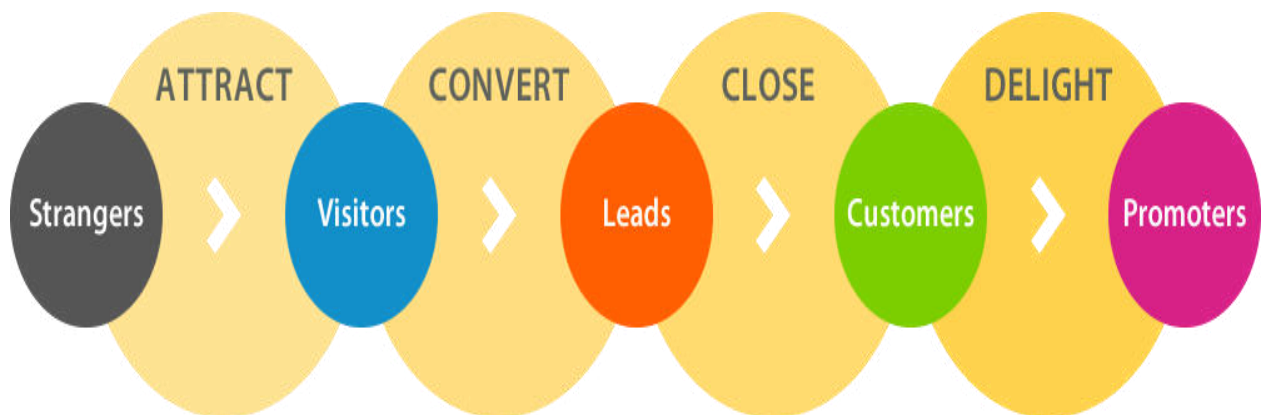 ATTRACT
CONVERT
CLOSE
DELIGHT
Strangers
Visitors
Leads
Customers
Promoters